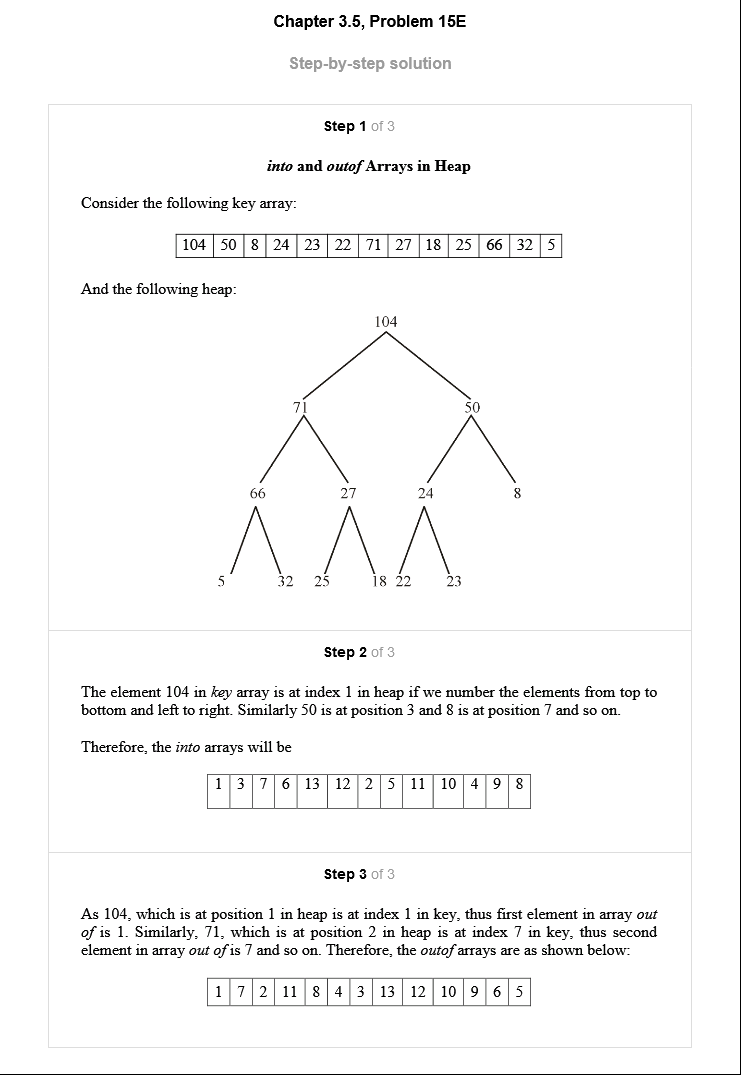 Chapter 3.5, Problem 15E
Step-by-step solution
Step 1 of 3
into and outof Arrays in Heap
Consider the following key array:
104 50 8 24 23 22 71 27 18 25 66 32 5
And the following heap:
104
71 50
66 27 24 8
5 32 25 18 22 23
Step 2 of 3
The element 104 in key array is at index 1 in heap if we number the elements from top to
bottom and left to right. Similarly 50 is at position 3 and 8 is at position 7 and so on.
Therefore, the into arrays will be
1 3 7 6 13 12 2 5 11 10 4 9 8
Step 3 of 3
As 104, which is at position 1 in heap is at index 1 in key, thus first element in array out
of is 1. Similarly, 71, which is at position 2 in heap is at index 7 in key, thus second
element in array out of is 7 and so on. Therefore, the outof arrays are as shown below:
1 7 2 11 8 4 3 13 12 10 9 6 5